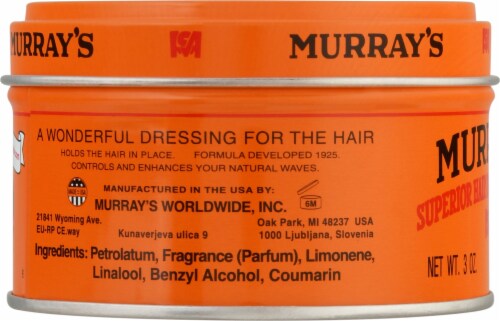 MURRAY'S
MURRAY'S
A WONDERFUL DRESSING FOR THE HAIR
HOLDS THE HAIR IN PLACE. FORMULA DEVELOPED 1925.
CONTROLS AND ENHANCES YOUR NATURAL WAVES.
MANUFACTURED IN THE USA BY:
MURRAY'S WORLDWIDE, INC.
6M
21841 Wyoming Ave. Oak Park, MI 48237 USA
EU-RP CE.way Kunaverjeva ulica 9 1000 Ljubljana, Slovenia
Ingredients: Petrolatum, Fragrance (Parfum), Limonene,
Linalool, Benzyl Alcohol, Coumarin
MUR
SUPERIOR HAI
NET WT. 3 OZ.